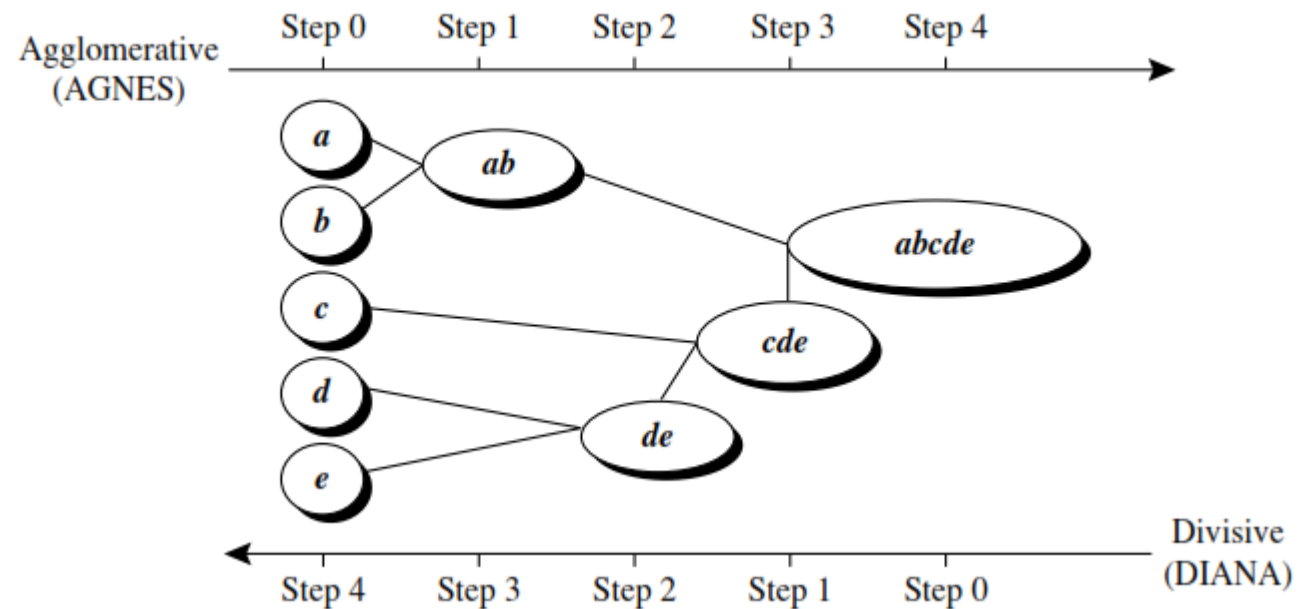 Step 0 Step 1 Step 2 Step 3 Step 4
Agglomerative
(AGNES)
a
ab
b
abcde
c
cde
d
de
e
Divisive
(DIANA)
Step 4 Step 3 Step 2 Step 1 Step 0